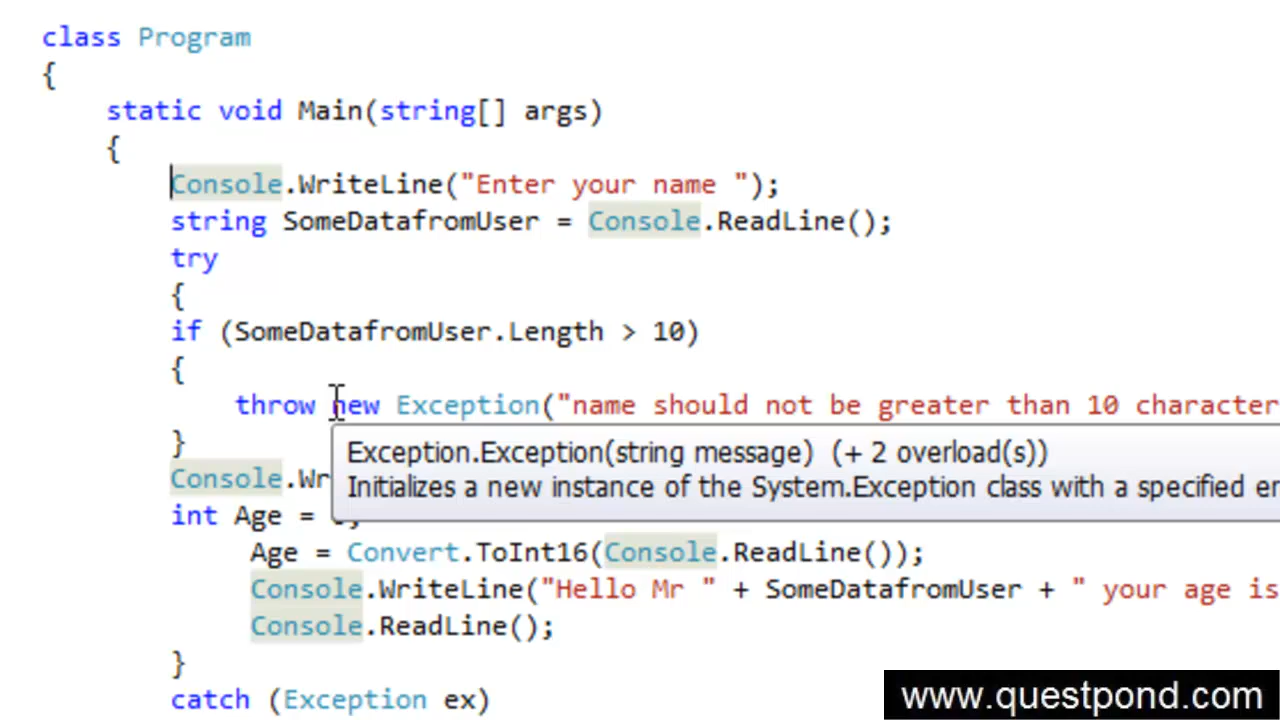 class Program
{
static void Main(string[] args)
{
Console.WriteLine("Enter your name ");
string SomeDatafromUser = Console.ReadLine();
try
{
if (SomeDatafromUser.Length > 10)
{
throw new Exception("name should not be greater than 10 character
}
Exception.Exception(string message) (+ 2 overload(s))
Console.Wr
Initializes a new instance of the System.Exception class with a specified
int Age =
Age = Convert.ToInt16(Console.ReadLine());
Console.WriteLine("Hello Mr " + SomeDatafromUser + " your age is
Console.ReadLine();
}
catch (Exception ex)
www.questpond.com